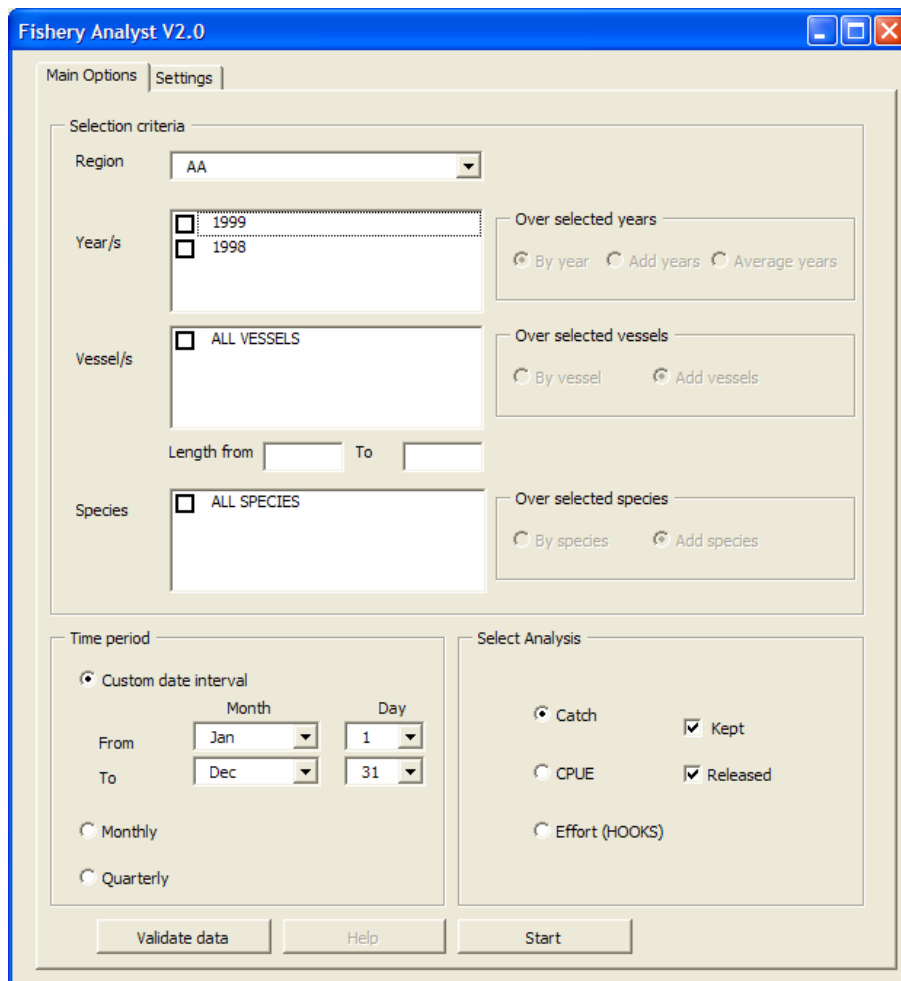 Fishery Analyst V2.0
Main Options Settings
Selection criteria
Region AA
Year/s 1999
1998
Over selected years
By year Add years Average years
Vessel/s ALL VESSELS
Over selected vessels
By vessel Add vessels
Length from To
Species ALL SPECIES
Over selected species
By species Add species
Time period
Custom date interval
Month Day
From Jan 1
To Dec 31
Monthly
Quarterly
Select Analysis
Catch Kept
CPUE Released
Effort (HOOKS)
Validate data Help Start